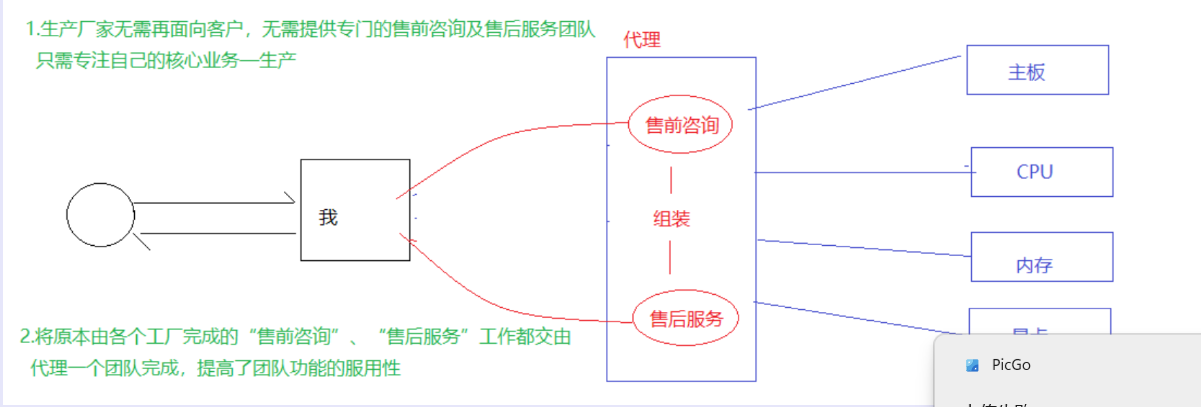 1.生产厂家无需再面向客户，无需提供专门的售前咨询及售后服务团队
只需专注自己的核心业务—生产
代理
主板
售前咨询
CPU
我
组装
内存
售后服务
2.将原本由各个工厂完成的“售前咨询”、“售后服务”工作都交由
代理一个团队完成，提高了团队功能的服用性
PicGo